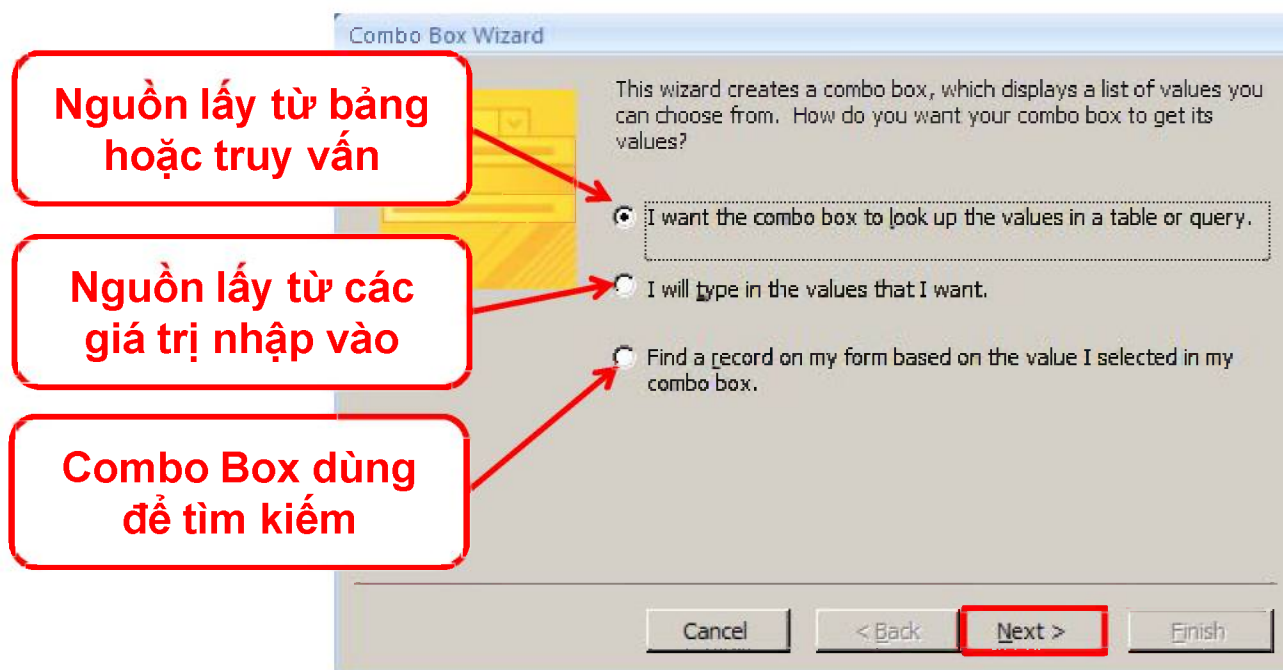 Combo Box Wizard
Nguồn lấy từ bảng
hoặc truy vấn
This wizard creates a combo box, which displays a list of values you
can choose from. How do you want your combo box to get its
values?
I want the combo box to look up the values in a table or query.
Nguồn lấy từ các
giá trị nhập vào
I will type in the values that I want.
Find a record on my form based on the value I selected in my
combo box.
Combo Box dùng
để tìm kiếm
Cancel
< Back
Next >
Finish